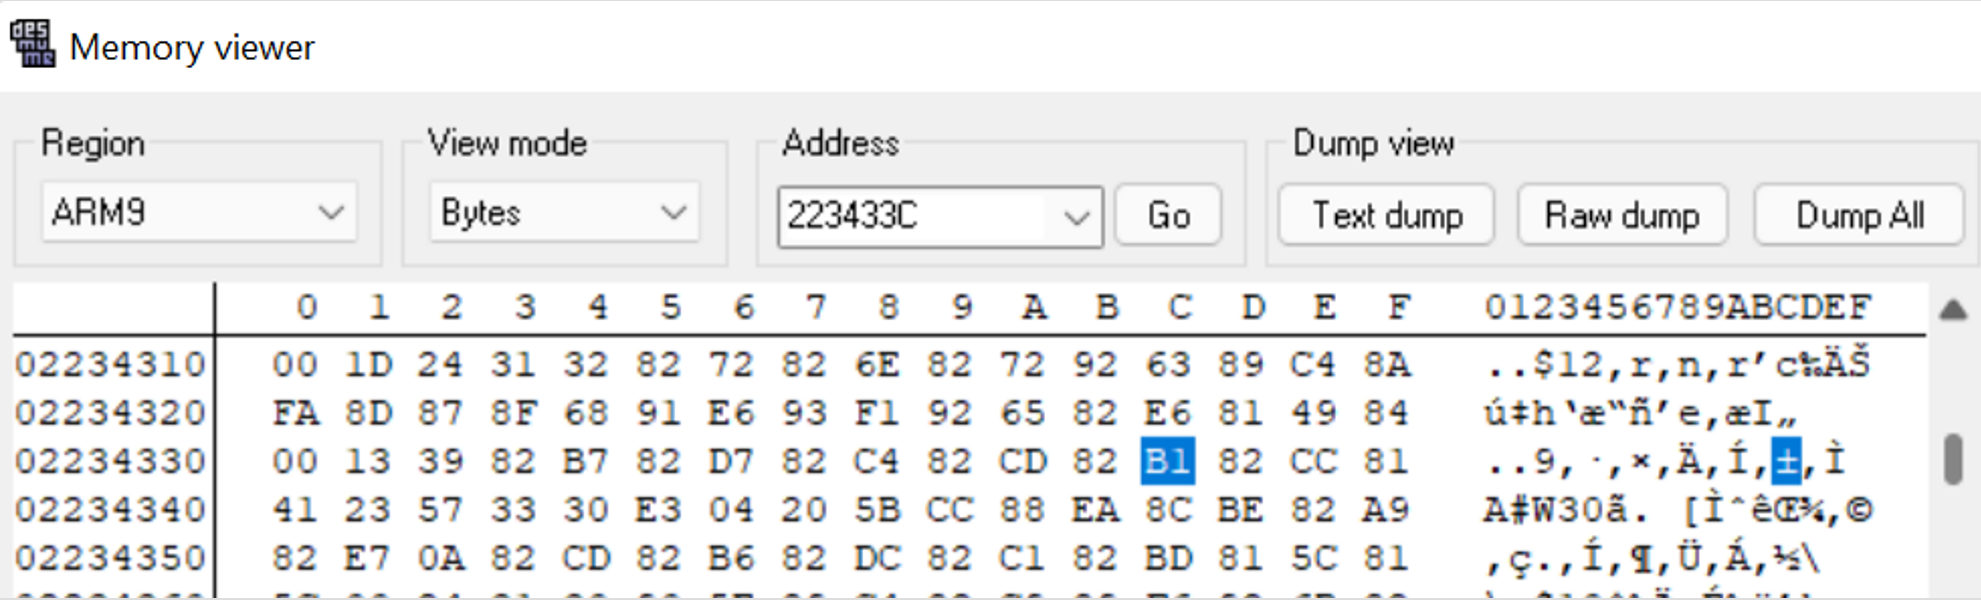 des
mu
me
Memory viewer
Region
View mode
Address
Dump view
ARM9
Bytes
223433C
Go
Text dump
Raw dump
Dump All
0 1 2 3 4 5 6 7 8 9 A B C D E F 0123456789ABCDEF
02234310 00 1D 24 31 32 82 72 82 6E 82 72 92 63 89 C4 8A ..$12‚r‚n‚r’c‰ÄŠ
02234320 FA 8D 87 8F 68 91 E6 93 F1 92 65 82 E6 81 49 84 ú‡h‘æ“ñ’e‚æI„
02234330 00 13 39 82 B7 82 D7 82 C4 82 CD 82 B1 82 CC 81 ..9‚·‚×‚Ä‚Í‚±‚Ì
02234340 41 23 57 33 30 E3 04 20 5B CC 88 EA 8C BE 82 A9 A#W30ã. [ÌˆêŒ¾‚©
02234350 82 E7 0A 82 CD 82 B6 82 DC 82 C1 82 BD 81 5C 81 ‚ç.‚Í‚¶‚Ü‚Á‚½\